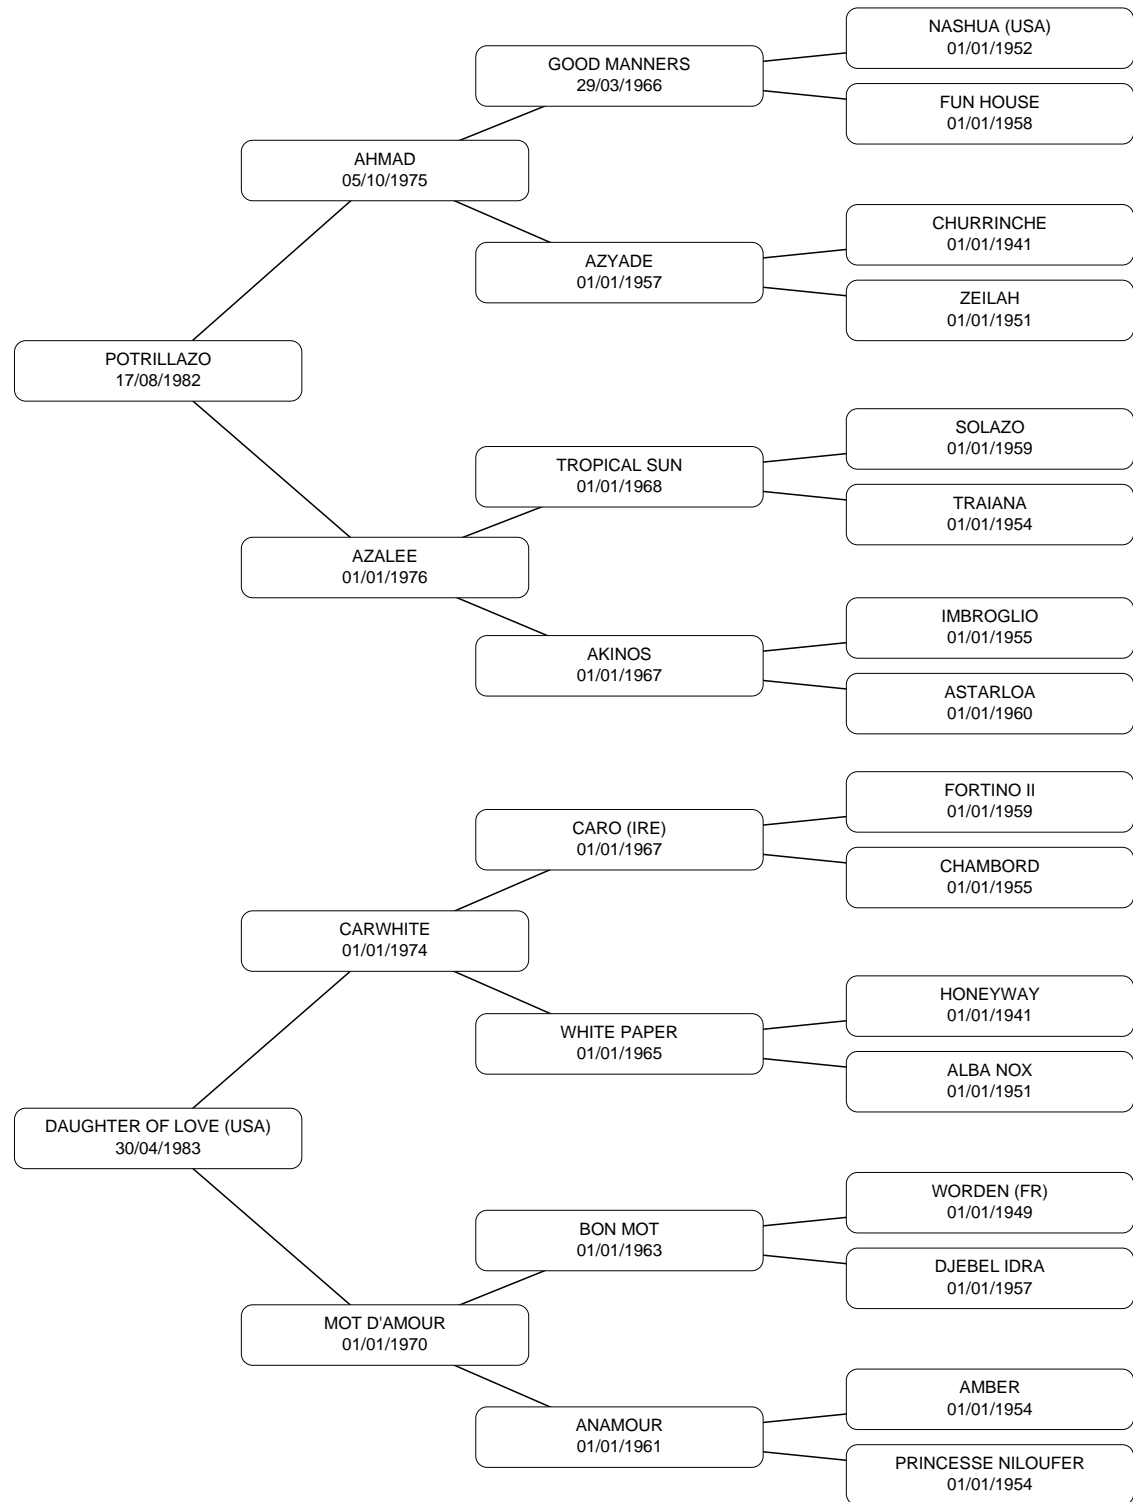 NASHUA (USA)
01/01/1952
GOOD MANNERS
29/03/1966
FUN HOUSE
01/01/1958
AHMAD
05/10/1975
CHURRINCHE
01/01/1941
AZYADE
01/01/1957
ZEILAH
01/01/1951
POTRILLAZO
17/08/1982
SOLAZO
01/01/1959
TROPICAL SUN
01/01/1968
TRAIANA
01/01/1954
AZALEE
01/01/1976
IMBROGLIO
01/01/1955
AKINOS
01/01/1967
ASTARLOA
01/01/1960
FORTINO II
01/01/1959
CARO (IRE)
01/01/1967
CHAMBORD
01/01/1955
CARWHITE
01/01/1974
HONEYWAY
01/01/1941
WHITE PAPER
01/01/1965
ALBA NOX
01/01/1951
DAUGHTER OF LOVE (USA)
30/04/1983
WORDEN (FR)
01/01/1949
BON MOT
01/01/1963
DJEBEL IDRA
01/01/1957
MOT D'AMOUR
01/01/1970
AMBER
01/01/1954
ANAMOUR
01/01/1961
PRINCESSE NILOUFER
01/01/1954